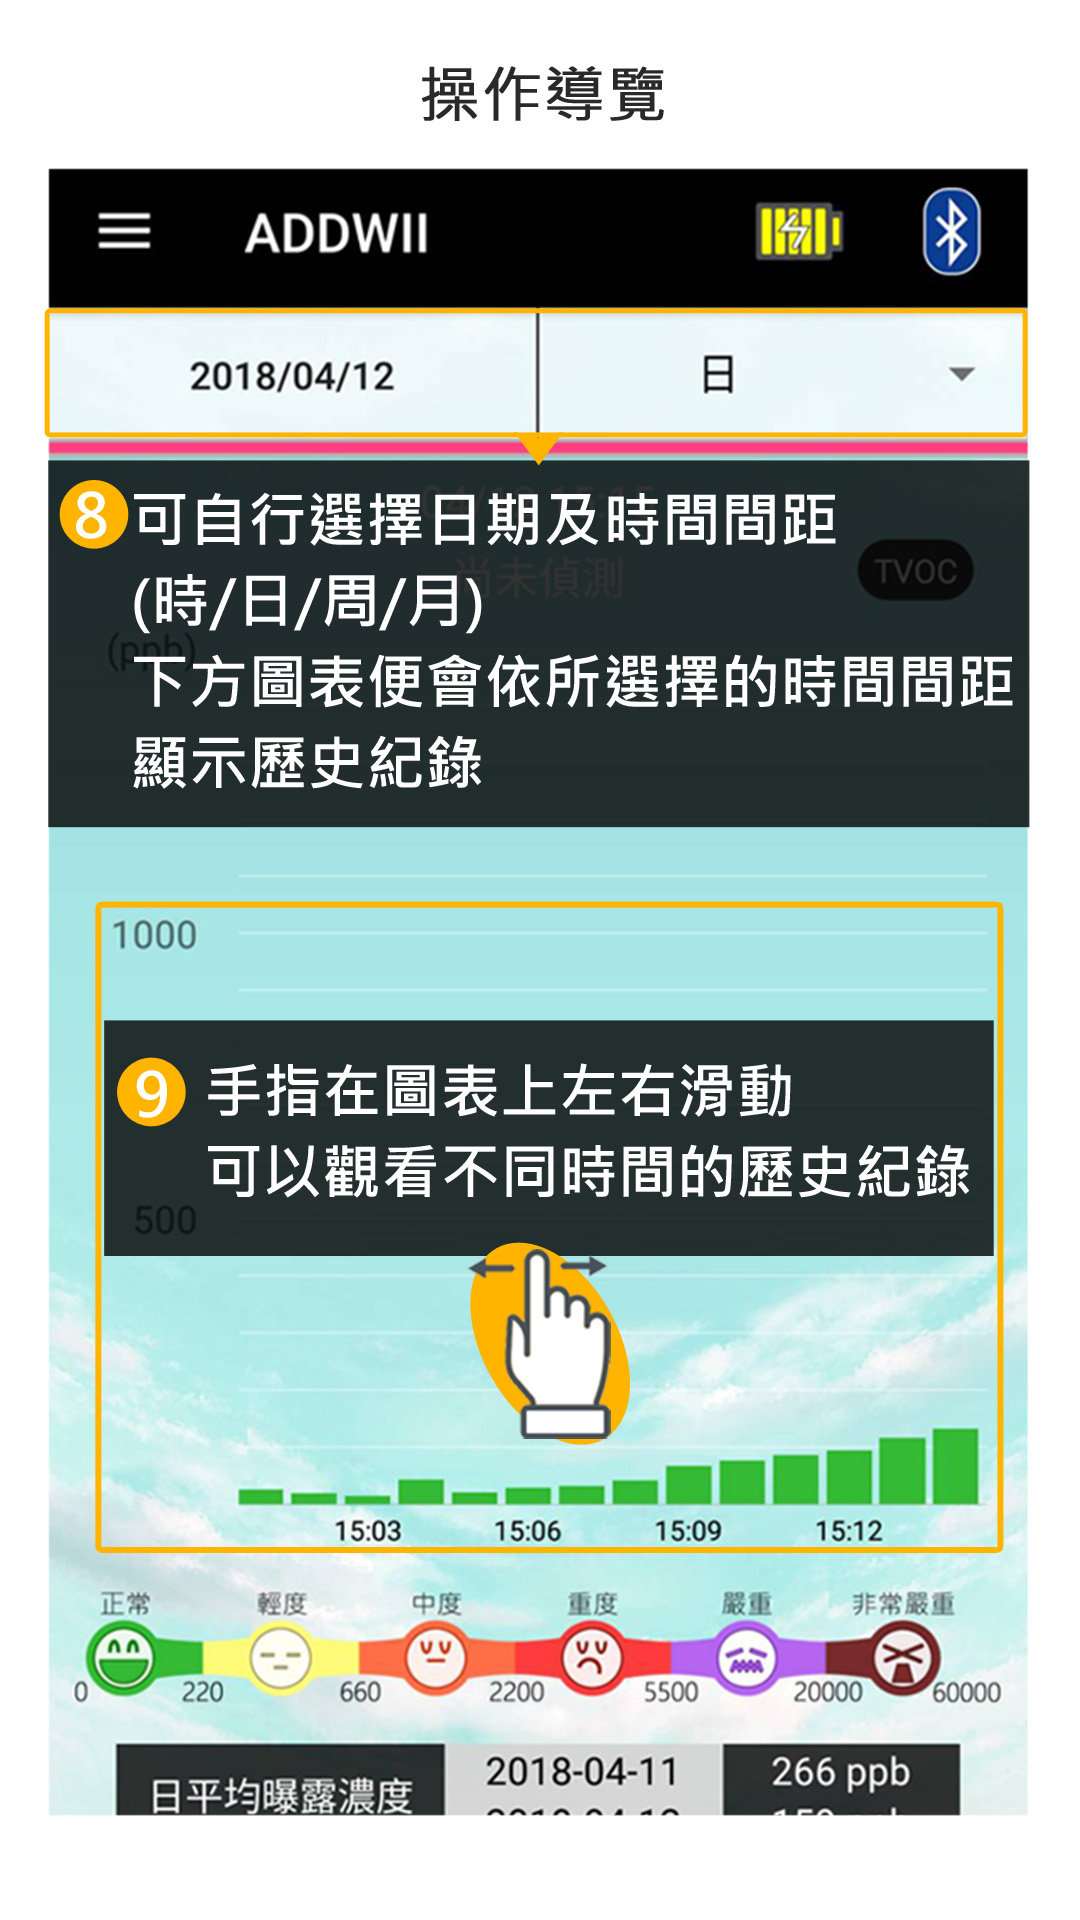 操作導覽
ADDWII
2018/04/12
日
8
可自行選擇日期及時間間距
(時/日/周/月)
下方圖表便會依所選擇的時間間距
顯示歷史紀錄
尚未偵測
TVOC
(ppb)
1000
9
手指在圖表上左右滑動
可以觀看不同時間的歷史紀錄
500
15:03 15:06 15:09 15:12
正常 輕度 中度 重度 嚴重 非常嚴重
0 220 660 2200 5500 20000 60000
日平均曝露濃度
2018-04-11 266 ppb